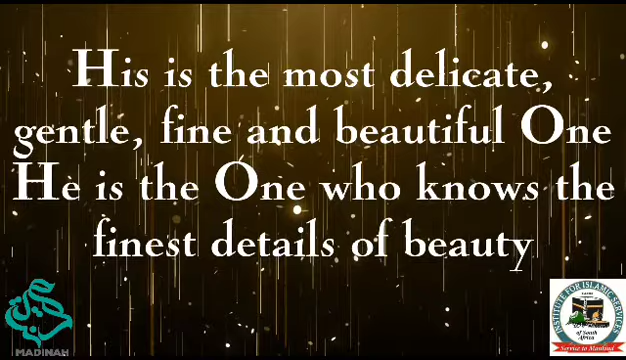 His is the most delicate,
gentle, fine and beautiful One
He is the One who knows the
finest details of beauty
MADINAH
INSTITUTE FOR ISLAMIC SERVICES
of South
Africa
Service to Mankind